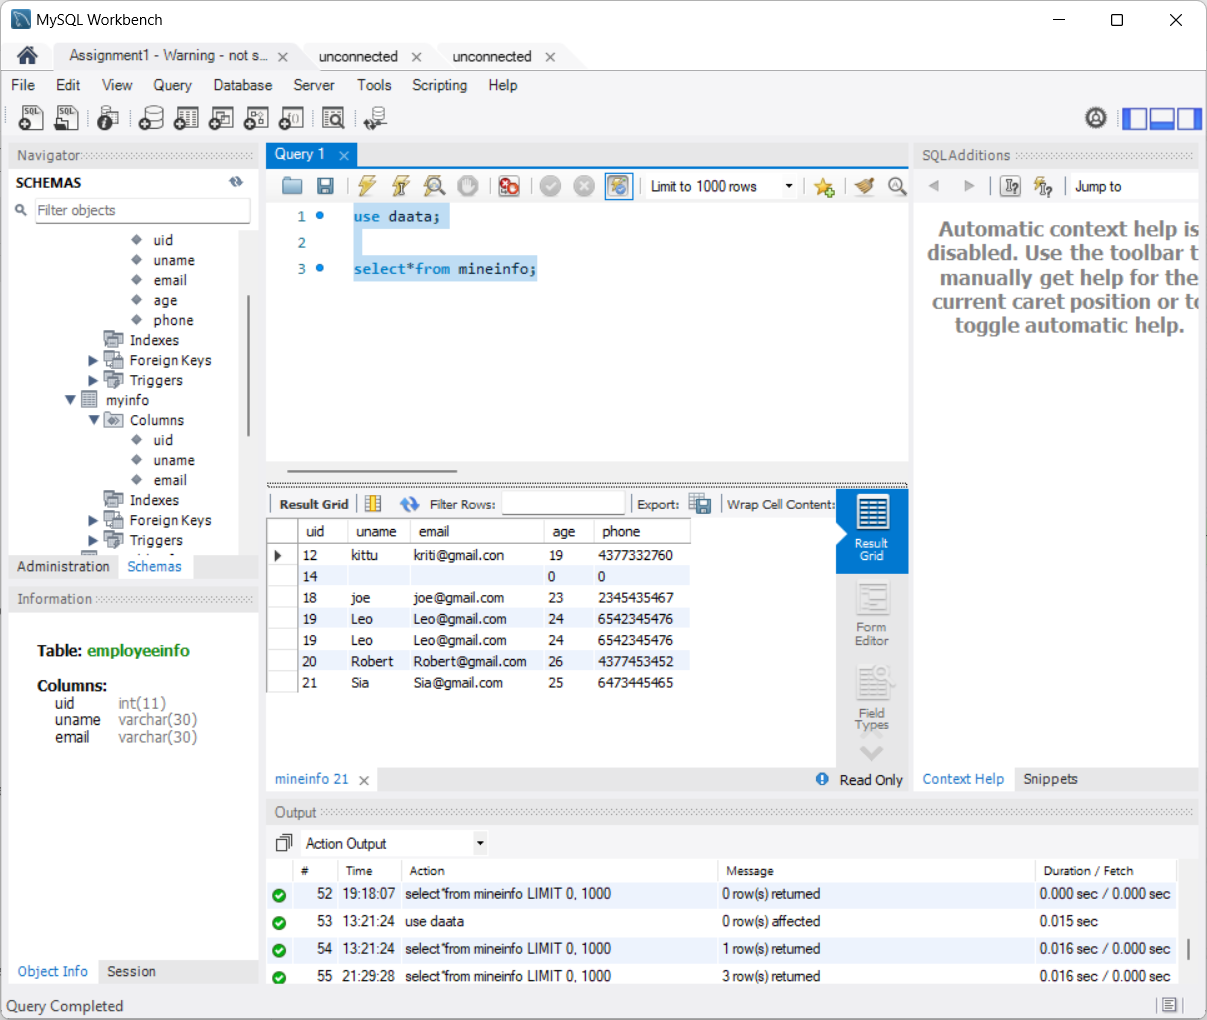 MySQL Workbench
Assignment1 - Warning - not s... unconnected unconnected
File Edit View Query Database Server Tools Scripting Help
Navigator
SCHEMAS
Filter objects
uid
uname
email
age
phone
Indexes
Foreign Keys
Triggers
myinfo
Columns
uid
uname
email
Indexes
Foreign Keys
Triggers
Administration Schemas
Information
Table: employeeinfo
Columns:
uid int(11)
uname varchar(30)
email varchar(30)
Object Info Session
Query 1
Limit to 1000 rows
1 use daata;
2
3 select*from mineinfo;
Result Grid Filter Rows: Export: Wrap Cell Content:
uid uname email age phone
12 kittu kriti@gmail.con 19 4377332760
14 0 0
18 joe joe@gmail.com 23 2345435467
19 Leo Leo@gmail.com 24 6542345476
19 Leo Leo@gmail.com 24 6542345476
20 Robert Robert@gmail.com 26 4377453452
21 Sia Sia@gmail.com 25 6473445465
Result
Grid
Form
Editor
Field
Types
mineinfo 21 Read Only
SQLAdditions
Jump to
Automatic context help is
disabled. Use the toolbar t
manually get help for the
current caret position or to
toggle automatic help.
Context Help Snippets
Output
Action Output
# Time Action Message Duration / Fetch
52 19:18:07 select*from mineinfo LIMIT 0, 1000 0 row(s) returned 0.000 sec / 0.000 sec
53 13:21:24 use daata 0 row(s) affected 0.015 sec
54 13:21:24 select*from mineinfo LIMIT 0, 1000 1 row(s) returned 0.016 sec / 0.000 sec
55 21:29:28 select*from mineinfo LIMIT 0, 1000 3 row(s) returned 0.016 sec / 0.000 sec
Query Completed